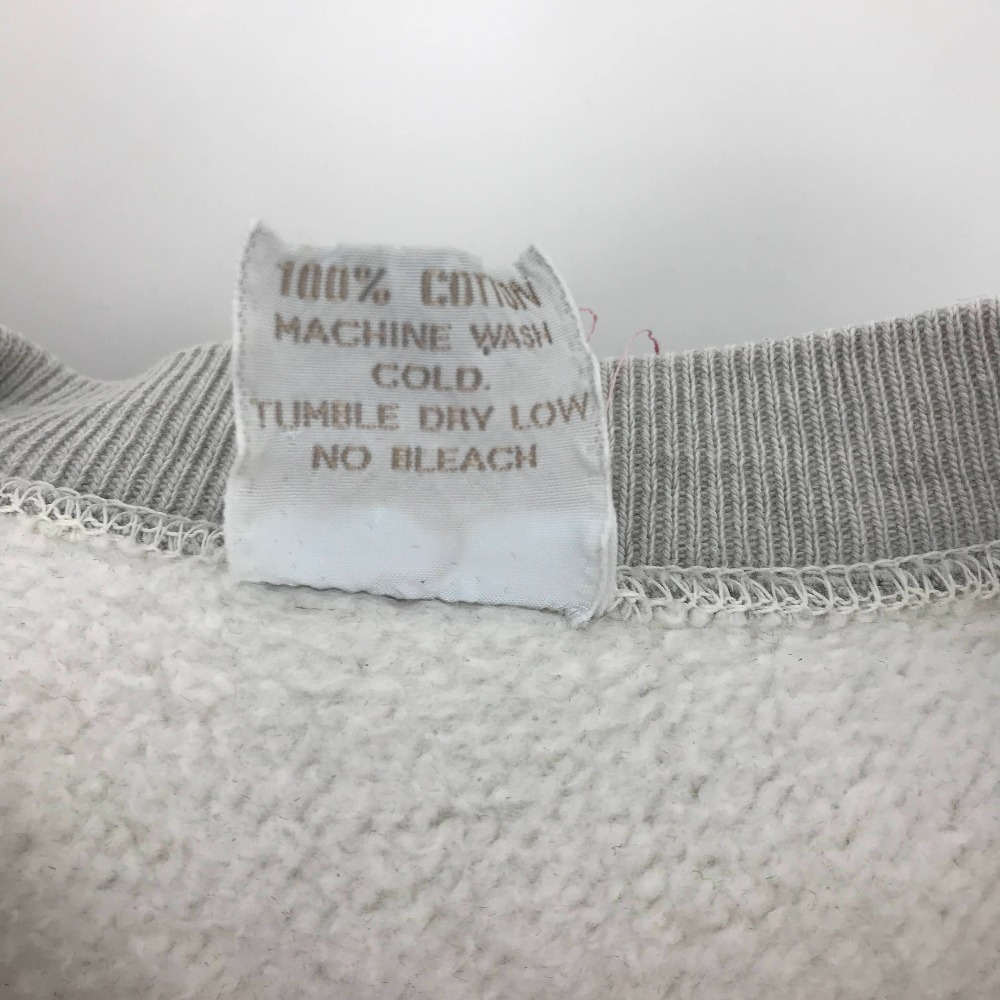 100% COTTON
MACHINE WASH
COLD.
TUMBLE DRY LOW
NO BLEACH